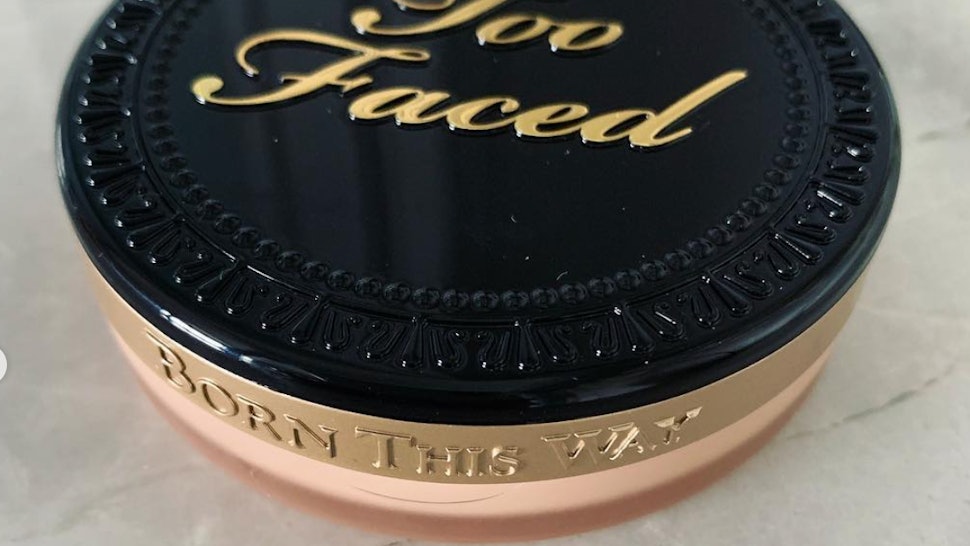 Too
Faced
BORN THIS WAY